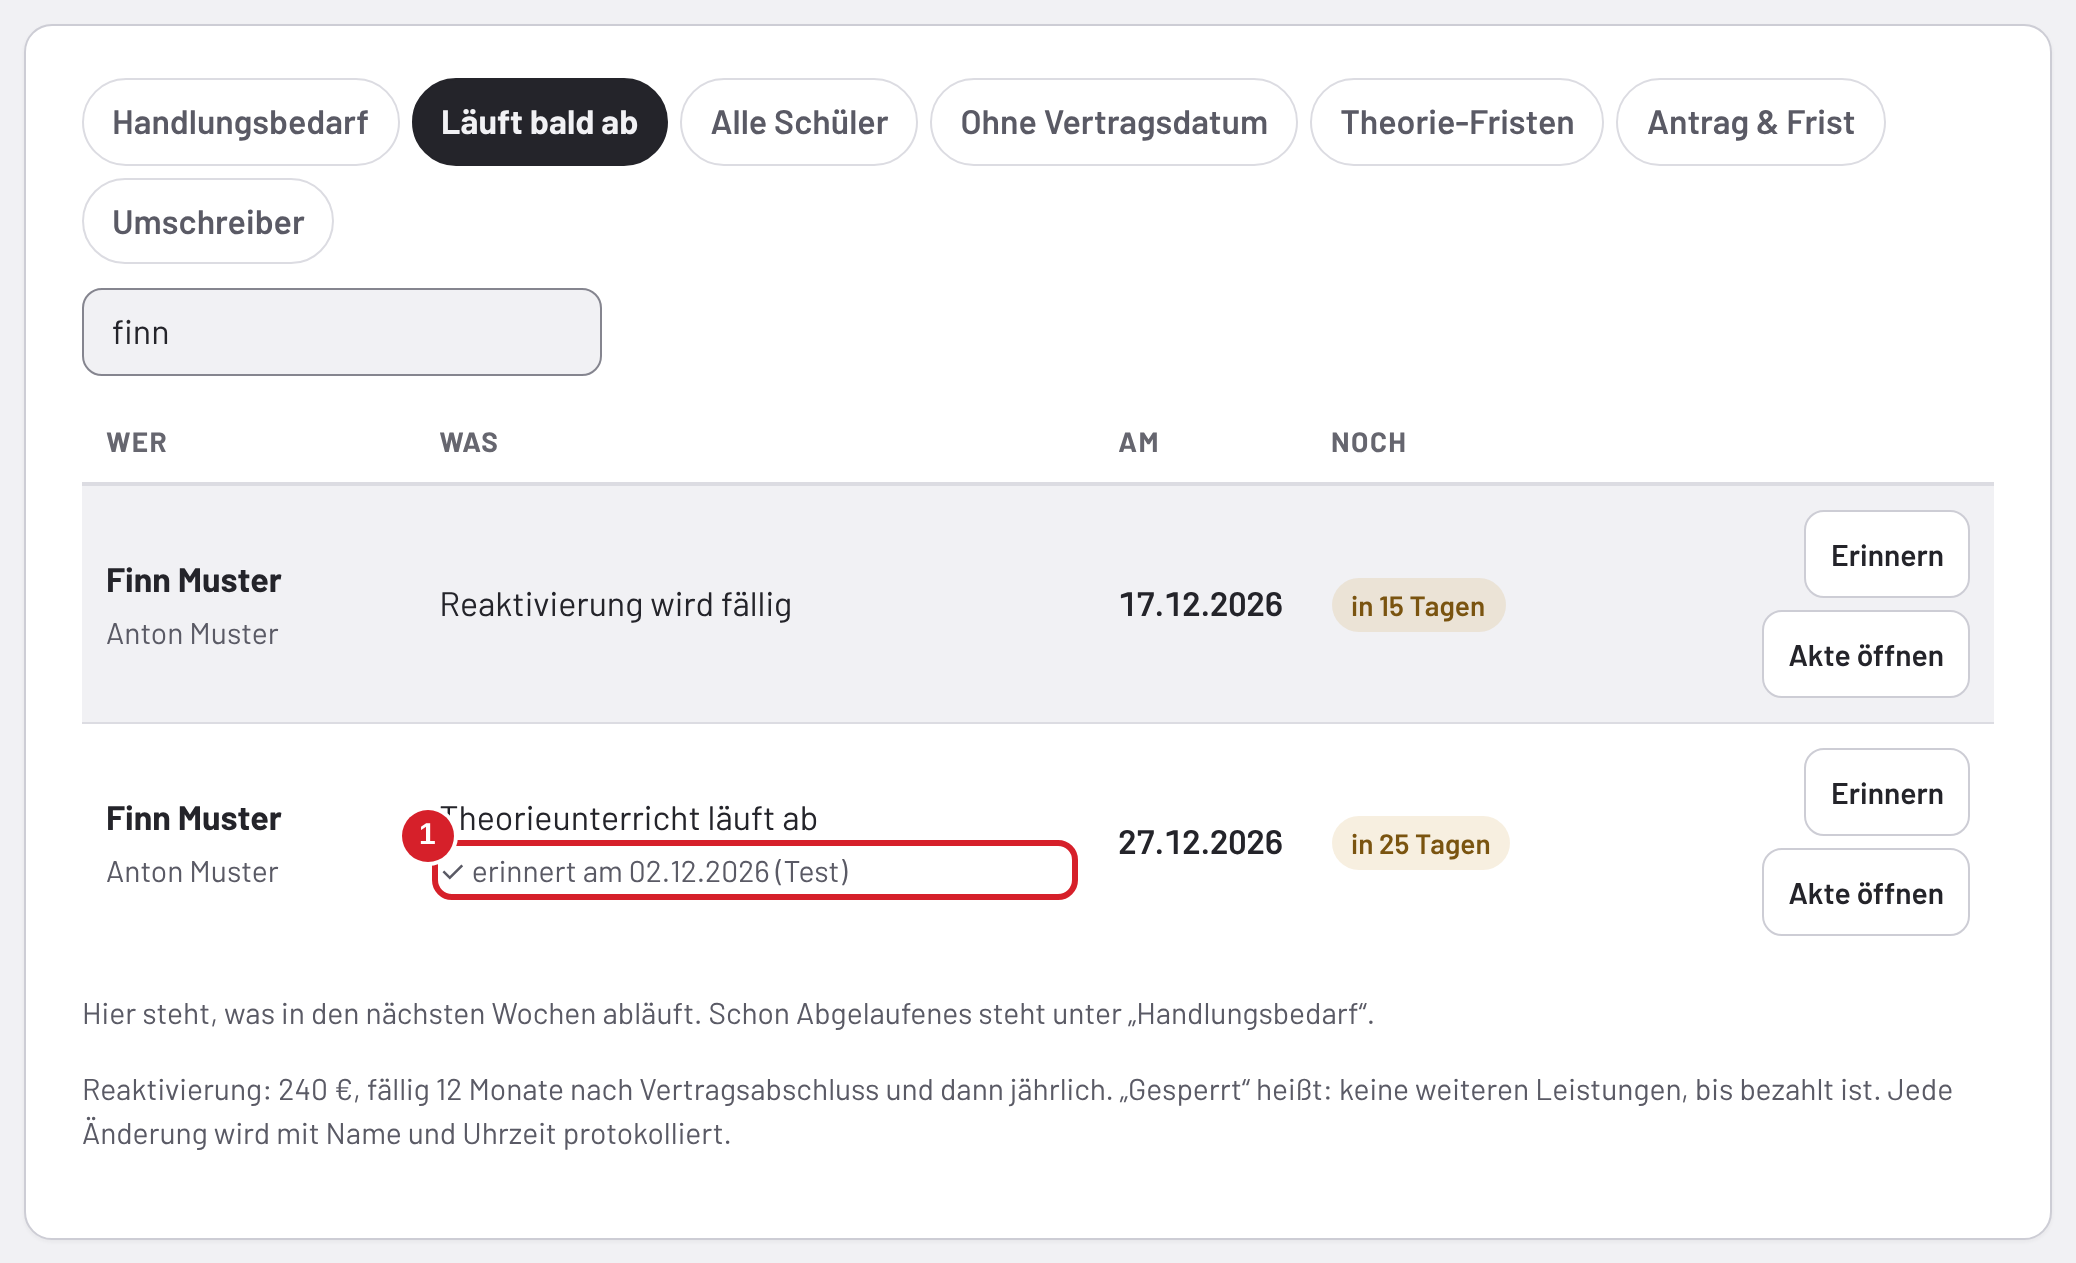 Handlungsbedarf Läuft bald ab Alle Schüler Ohne Vertragsdatum Theorie-Fristen Antrag & Frist
Umschreiber
finn
WER WAS AM NOCH
Finn Muster
Anton Muster
Reaktivierung wird fällig
17.12.2026
in 15 Tagen
Erinnern
Akte öffnen
Finn Muster
Anton Muster
Theorieunterricht läuft ab
1
✓ erinnert am 02.12.2026 (Test)
27.12.2026
in 25 Tagen
Erinnern
Akte öffnen
Hier steht, was in den nächsten Wochen abläuft. Schon Abgelaufenes steht unter „Handlungsbedarf“.
Reaktivierung: 240 €, fällig 12 Monate nach Vertragsabschluss und dann jährlich. „Gesperrt“ heißt: keine weiteren Leistungen, bis bezahlt ist. Jede
Änderung wird mit Name und Uhrzeit protokolliert.